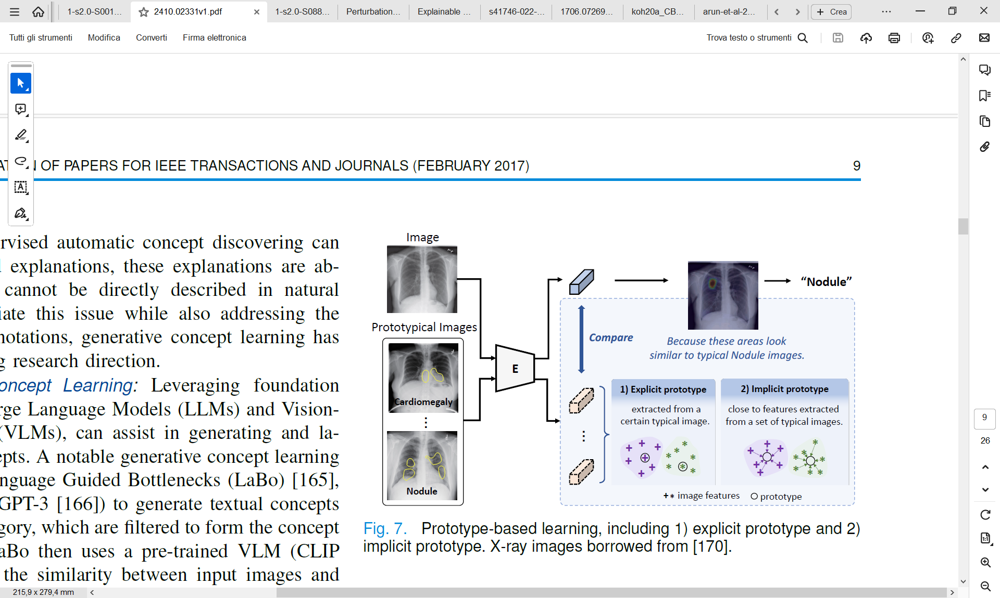 1-s2.0-S001...
2410.02331v1.pdf
1-s2.0-S088...
Perturbation...
Explainable ...
s41746-022-...
1706.07269...
koh20a_CB...
arun-et-al-2...
Crea
Tutti gli strumenti
Modifica
Converti
Firma elettronica
Trova testo o strumenti
OF PAPERS FOR IEEE TRANSACTIONS AND JOURNALS (FEBRUARY 2017)
9
rvised automatic concept discovering can
explanations, these explanations are ab-
cannot be directly described in natural
iate this issue while also addressing the
notations, generative concept learning has
g research direction.
oncept Learning: Leveraging foundation
rge Language Models (LLMs) and Vision-
(VLMs), can assist in generating and la-
epts. A notable generative concept learning
nguage Guided Bottlenecks (LaBo) [165],
GPT-3 [166]) to generate textual concepts
gory, which are filtered to form the concept
aBo then uses a pre-trained VLM (CLIP
the similarity between input images and
Image
Prototypical Images
Cardiomegaly
Nodule
E
Compare
"Nodule"
Because these areas look
similar to typical Nodule images.
1) Explicit prototype
extracted from a
certain typical image.
2) Implicit prototype
close to features extracted
from a set of typical images.
+* image features
prototype
Fig. 7. Prototype-based learning, including 1) explicit prototype and 2)
implicit prototype. X-ray images borrowed from [170].
9
26
1:1
215,9 x 279,4 mm